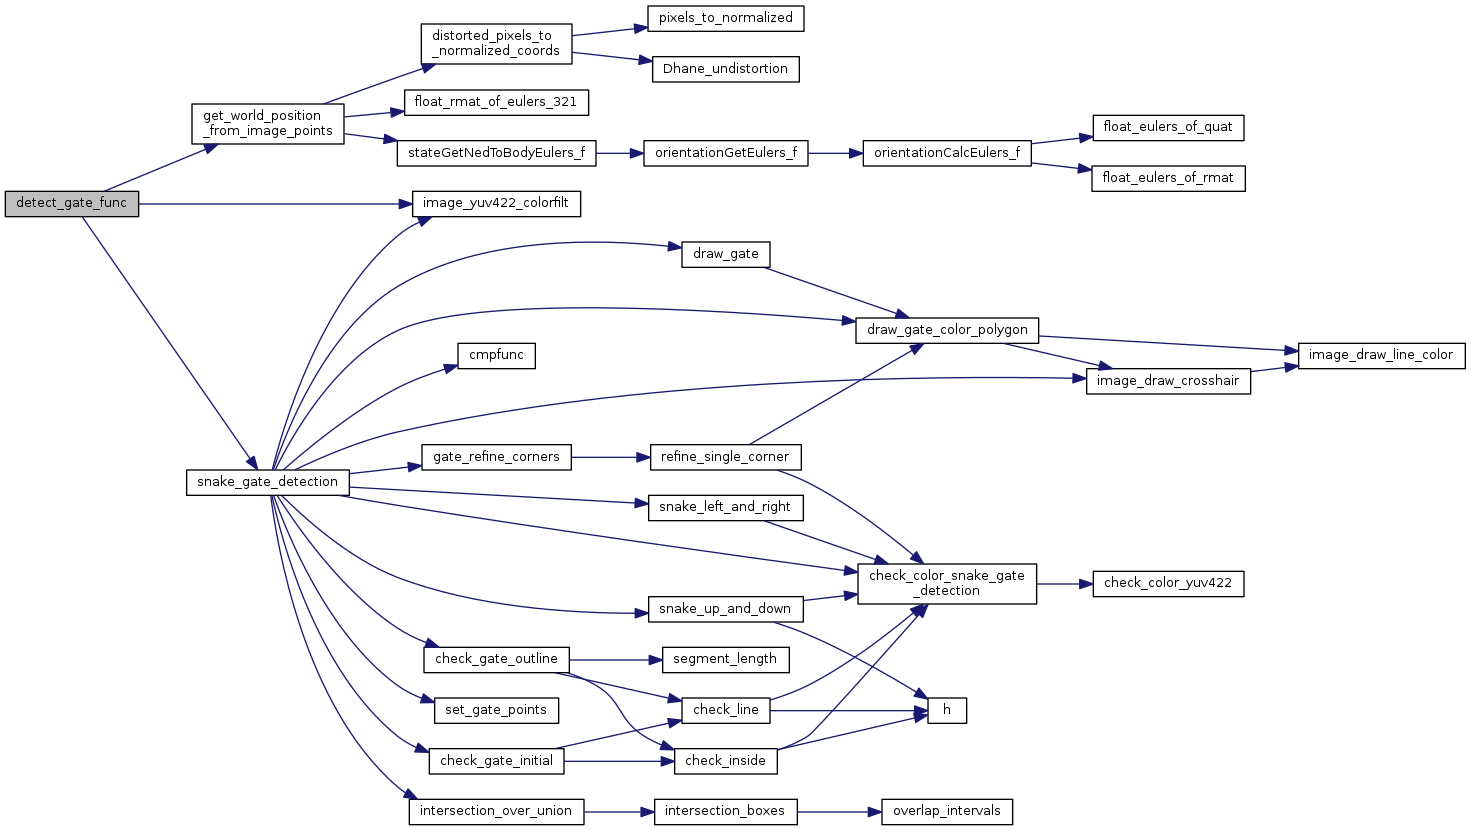 pixels_to_normalized
distorted_pixels_to
_normalized_coords
Dhane_undistortion
float_rmat_of_eulers_321
get_world_position
_from_image_points
float_eulers_of_quat
stateGetNedToBodyEulers_f
orientationGetEulers_f
orientationCalcEulers_f
float_eulers_of_rmat
detect_gate_func
image_yuv422_colorfilt
draw_gate
draw_gate_color_polygon
cmpfunc
image_draw_line_color
image_draw_crosshair
gate_refine_corners
refine_single_corner
snake_gate_detection
snake_left_and_right
check_color_snake_gate
_detection
check_color_yuv422
snake_up_and_down
check_gate_outline
segment_length
set_gate_points
check_line
h
check_gate_initial
check_inside
intersection_over_union
intersection_boxes
overlap_intervals